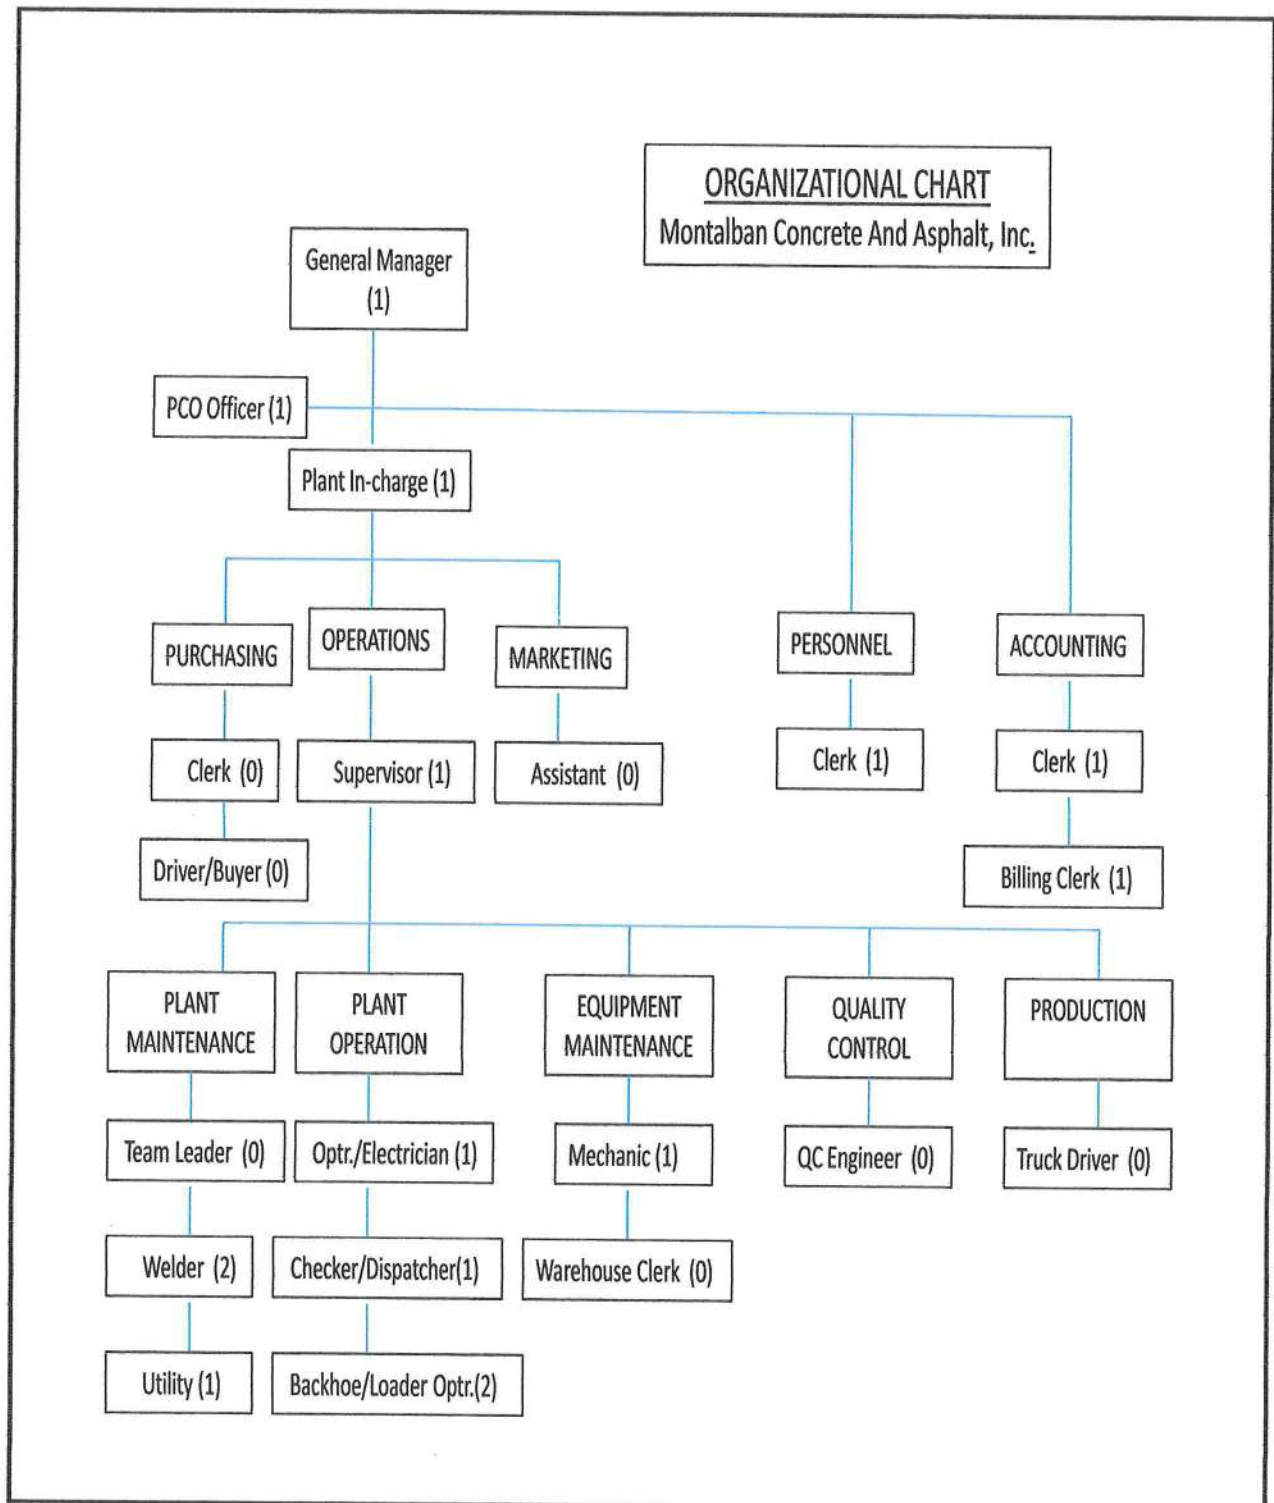 ORGANIZATIONAL CHART
Montalban Concrete And Asphalt, Inc.
General Manager
(1)
PCO Officer (1)
Plant In-charge (1)
PURCHASING
OPERATIONS
MARKETING
PERSONNEL
ACCOUNTING
Clerk (0)
Supervisor (1)
Assistant (0)
Clerk (1)
Clerk (1)
Driver/Buyer (0)
Billing Clerk (1)
PLANT
MAINTENANCE
PLANT
OPERATION
EQUIPMENT
MAINTENANCE
QUALITY
CONTROL
PRODUCTION
Team Leader (0)
Optr./Electrician (1)
Mechanic (1)
QC Engineer (0)
Truck Driver (0)
Welder (2)
Checker/Dispatcher(1)
Warehouse Clerk (0)
Utility (1)
Backhoe/Loader Optr.(2)